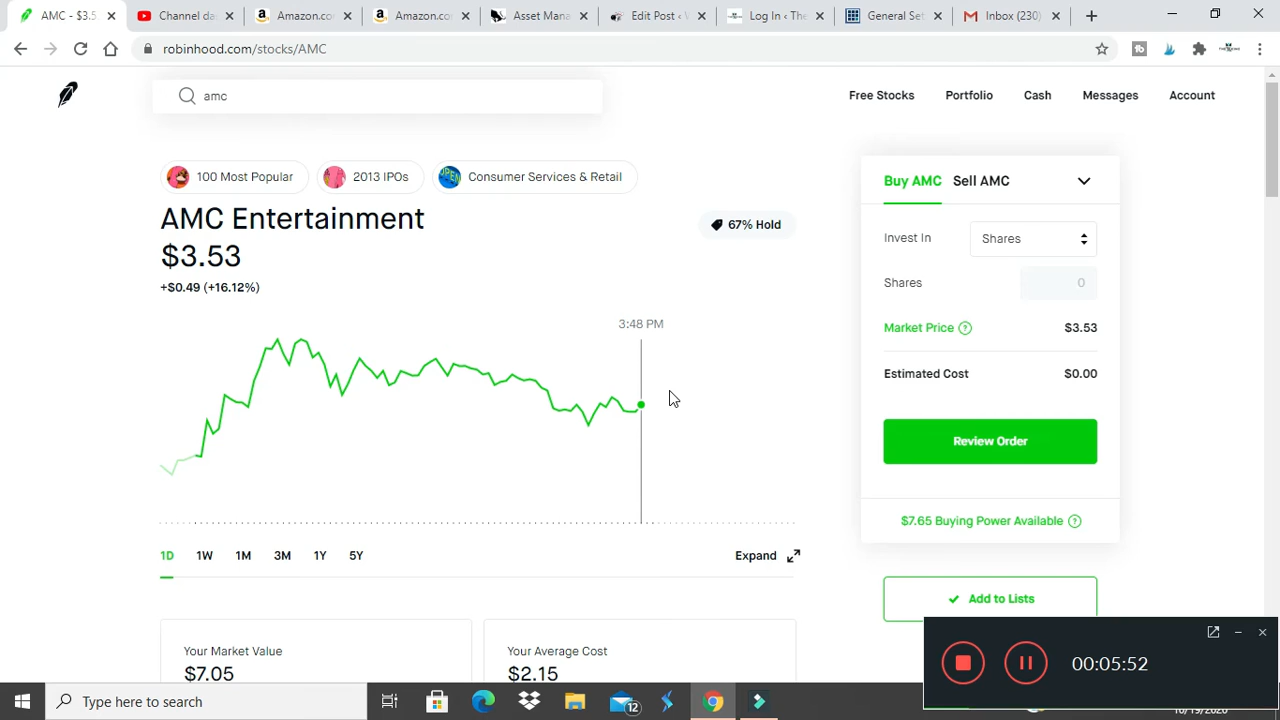 AMC - $3.5
Channel da
Amazon.co
Amazon.co
Asset Mana
Edit Post ‹
Log In ‹ The
General Set
Inbox (230)
robinhood.com/stocks/AMC
amc
Free Stocks
Portfolio
Cash
Messages
Account
100 Most Popular
2013 IPOs
Consumer Services & Retail
AMC Entertainment
$3.53
+$0.49 (+16.12%)
67% Hold
3:48 PM
1D 1W 1M 3M 1Y 5Y
Expand
Your Market Value
$7.05
Your Average Cost
$2.15
Buy AMC Sell AMC
Invest In Shares
Shares 0
Market Price ? $3.53
Estimated Cost $0.00
Review Order
$7.65 Buying Power Available ?
Add to Lists
00:05:52
Type here to search
12